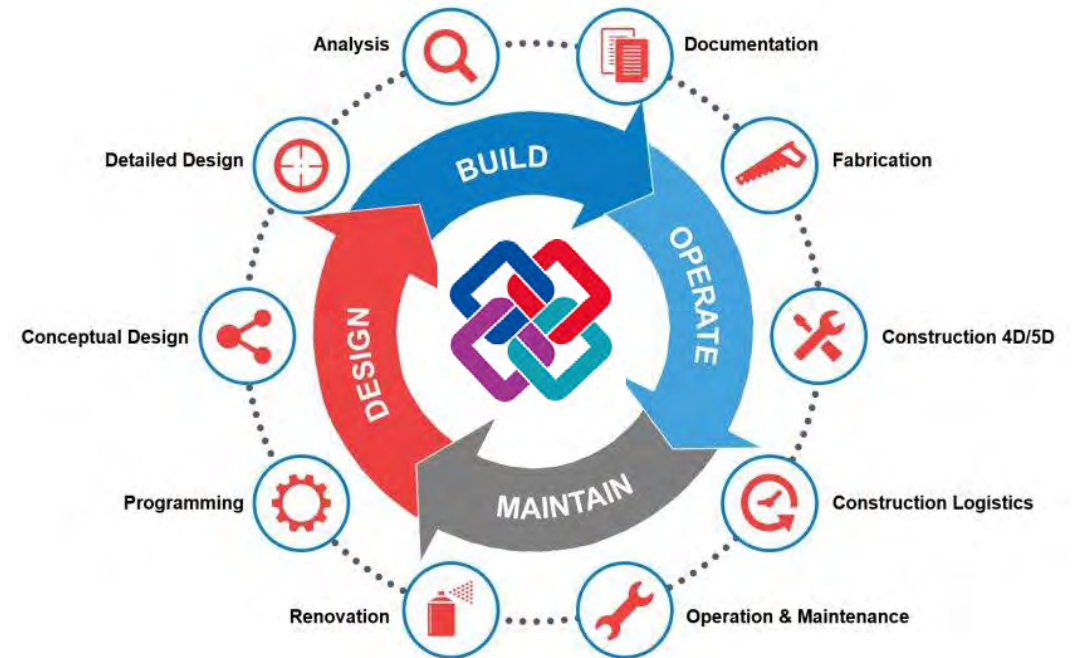 Analysis
Documentation
Detailed Design
BUILD
Fabrication
OPERATE
Conceptual Design
DESIGN
Construction 4D/5D
Programming
MAINTAIN
Construction Logistics
Renovation
Operation & Maintenance